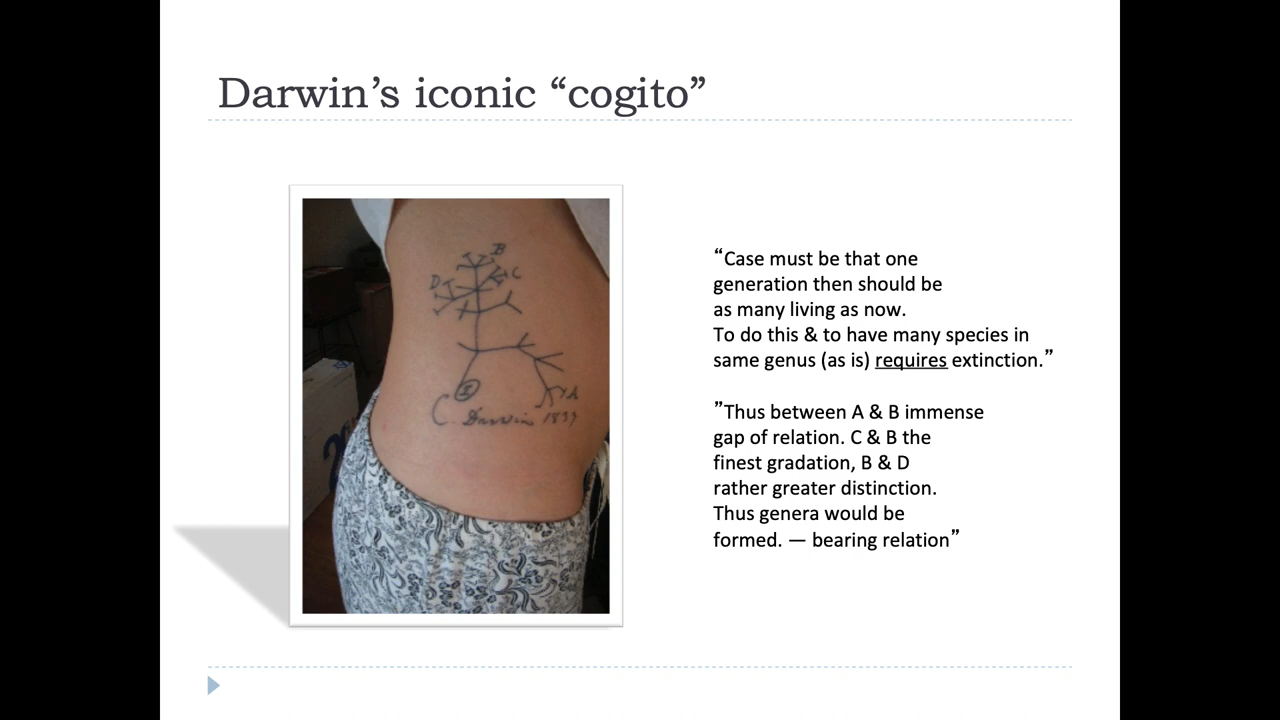 Darwin’s iconic “cogito”
B
C
D
A
C. Darwin 1837
“Case must be that one
generation then should be
as many living as now.
To do this & to have many species in
same genus (as is) requires extinction.”
”Thus between A & B immense
gap of relation. C & B the
finest gradation, B & D
rather greater distinction.
Thus genera would be
formed. — bearing relation”